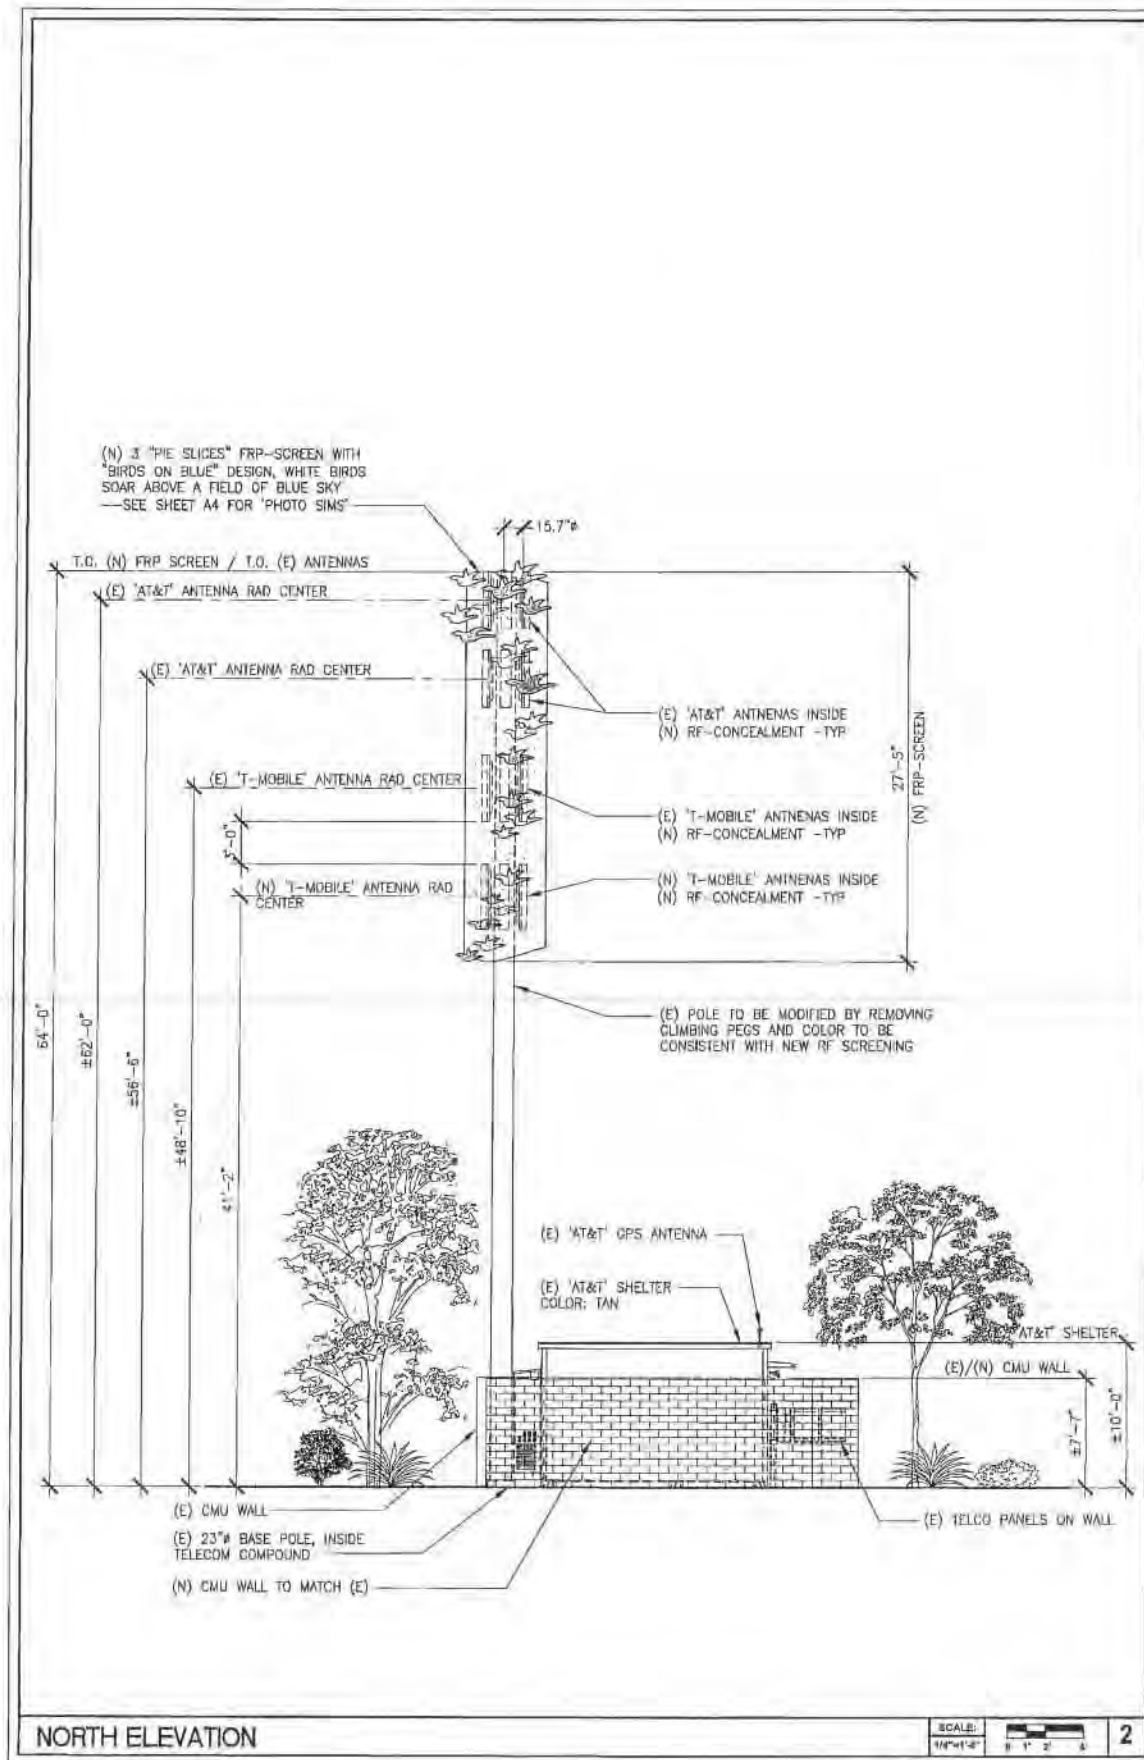 (N) 3 "PIE SLICES" FRP-SCREEN WITH
"BIRDS ON BLUE" DESIGN, WHITE BIRDS
SOAR ABOVE A FIELD OF BLUE SKY
—SEE SHEET A4 FOR 'PHOTO SIMS'
15.7"ø
T.O. (N) FRP SCREEN / T.O. (E) ANTENNAS
(E) 'AT&T' ANTENNA RAD CENTER
(E) 'AT&T' ANTENNA RAD CENTER
(E) 'AT&T' ANTNENAS INSIDE
(N) RF-CONCEALMENT -TYP
27'-5"
(N) FRP-SCREEN
(E) 'T-MOBILE' ANTENNA RAD CENTER
(E) 'T-MOBILE' ANTNENAS INSIDE
(N) RF-CONCEALMENT -TYP
(N) 'T-MOBILE' ANTENNA RAD
CENTER
(N) 'T-MOBILE' ANTNENAS INSIDE
(N) RF-CONCEALMENT -TYP
(E) POLE TO BE MODIFIED BY REMOVING
CLIMBING PEGS AND COLOR TO BE
CONSISTENT WITH NEW RF SCREENING
64'-0"
±62'-0"
±56'-6"
±48'-10"
±41'-2"
(E) 'AT&T' GPS ANTENNA
(E) 'AT&T' SHELTER
COLOR: TAN
'AT&T' SHELTER
(E)/(N) CMU WALL
±7'-7"
±10'-0"
(E) CMU WALL
(E) 23"ø BASE POLE, INSIDE
TELECOM COMPOUND
(N) CMU WALL TO MATCH (E)
(E) TELCO PANELS ON WALL
NORTH ELEVATION
SCALE:
2